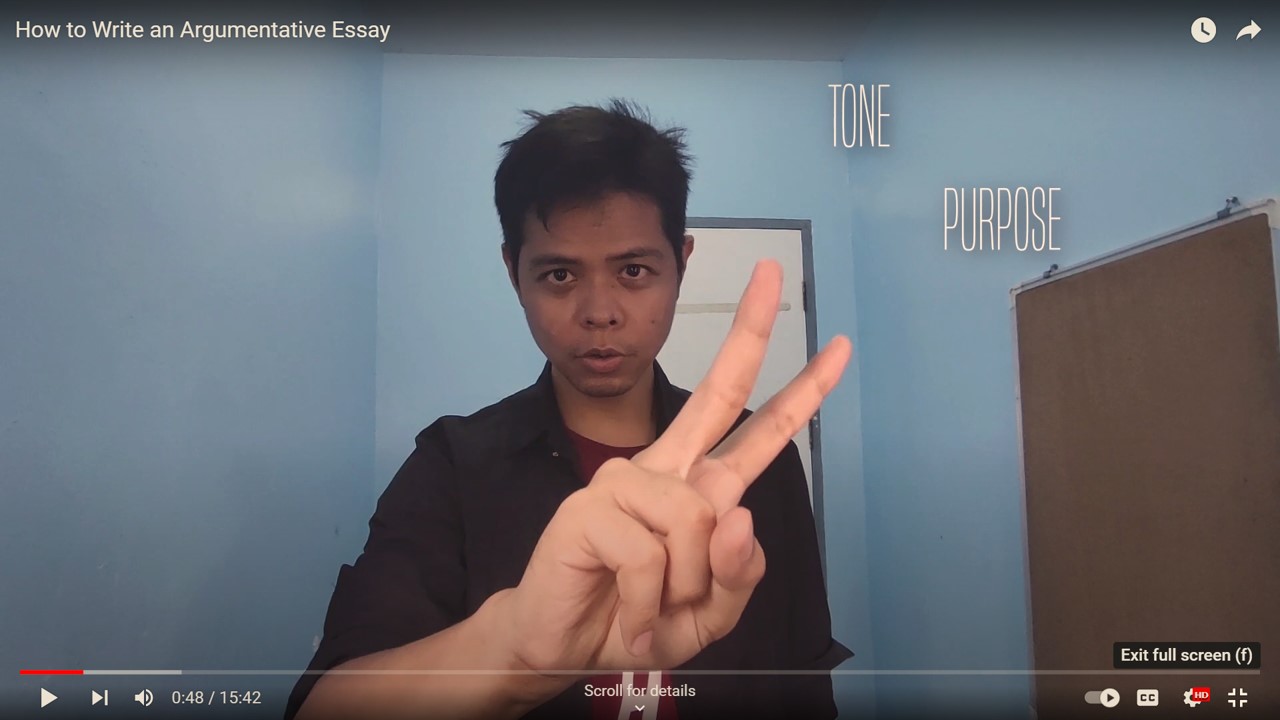 How to Write an Argumentative Essay
TONE
PURPOSE
Exit full screen (f)
Scroll for details
0:48 / 15:42
CC
HD